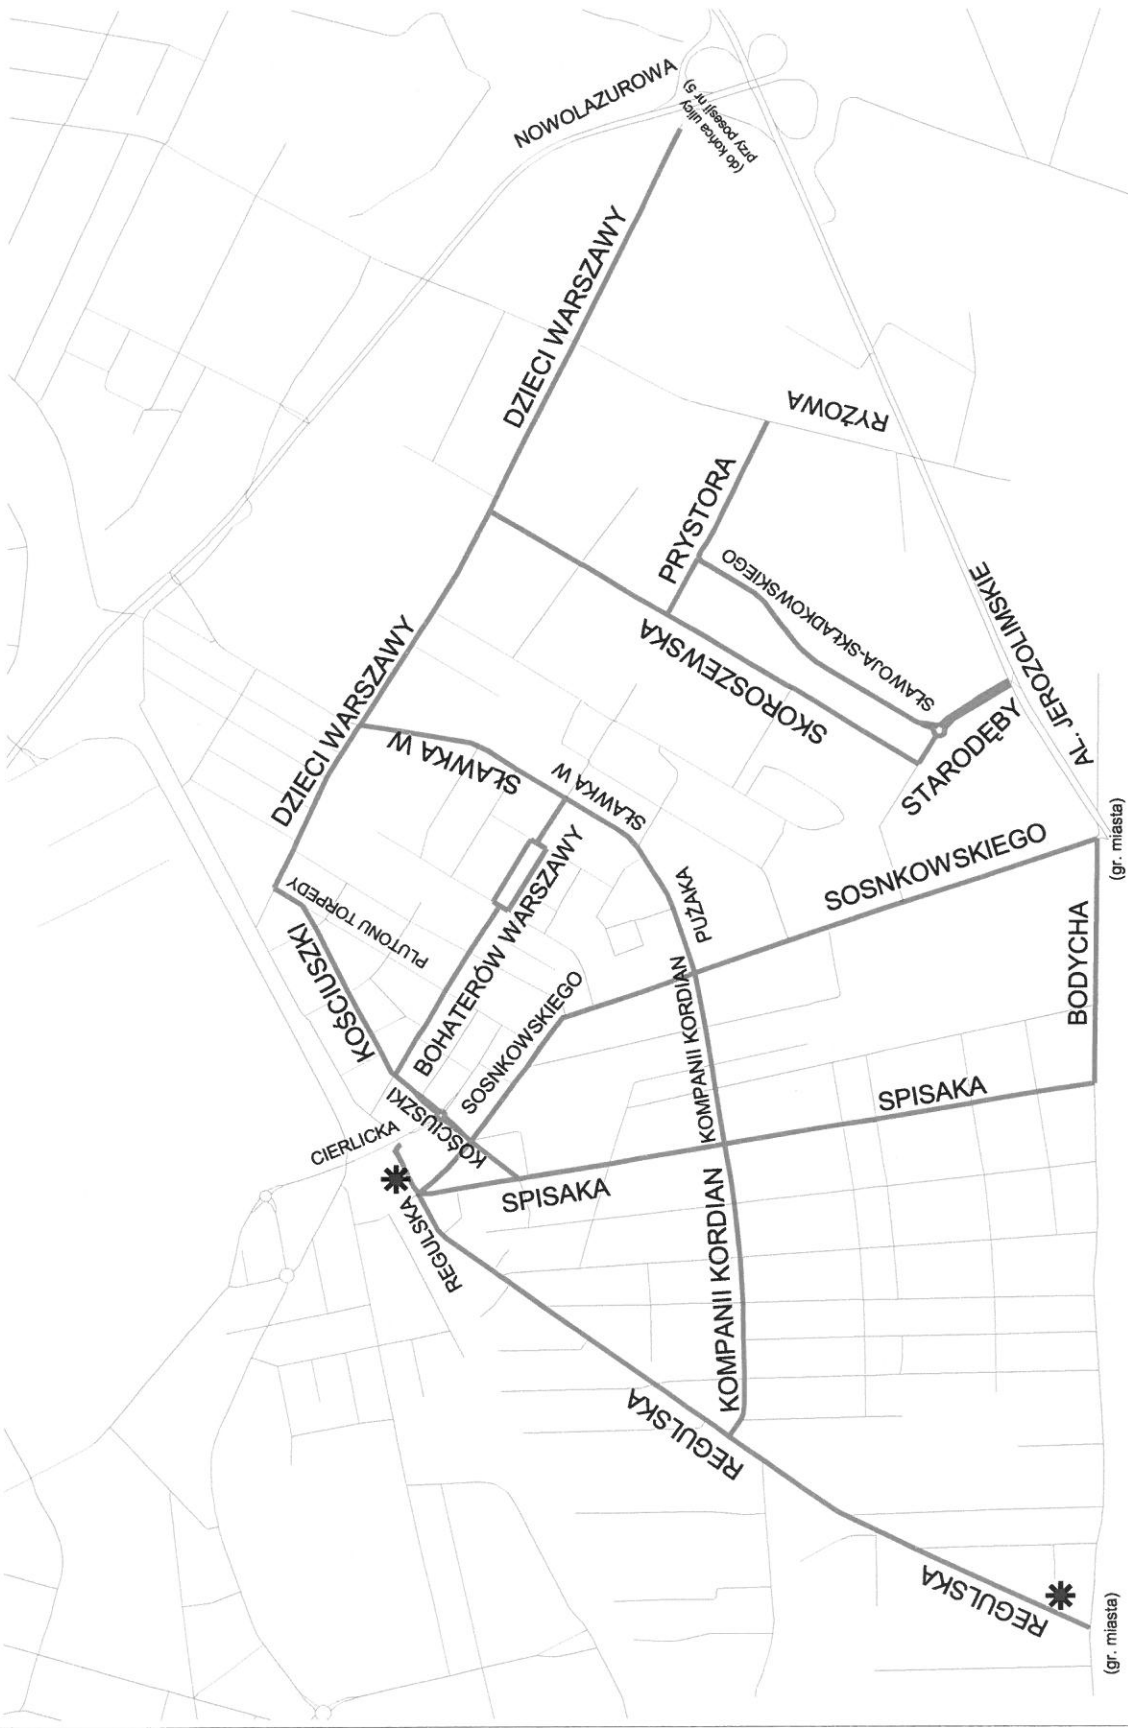 NOWOLAZUROWA
(do końca ulicy
przy posesji nr 5)
DZIECI WARSZAWY
RYŻOWA
PRYSTORA
SŁAWOJA-SKŁADKOWSKIEGO
SKOROSZEWSKA
AL. JEROZOLIMSKIE
STARODĘBY
DZIECI WARSZAWY
SŁAWKA W
SŁAWKA W
SŁAWKA
PLUTONU TORPEDY
BOHATERÓW WARSZAWY
PUŻAKA
SOSNKOWSKIEGO
(gr. miasta)
KOŚCIUSZKI
SOSNKOWSKIEGO
KOMPANII KORDIAN
BODYCHA
KOŚCIUSZKI
CIERLICKA
SPISAKA
SPISAKA
REGULSKA
KOMPANII KORDIAN
REGULSKA
REGULSKA
(gr. miasta)